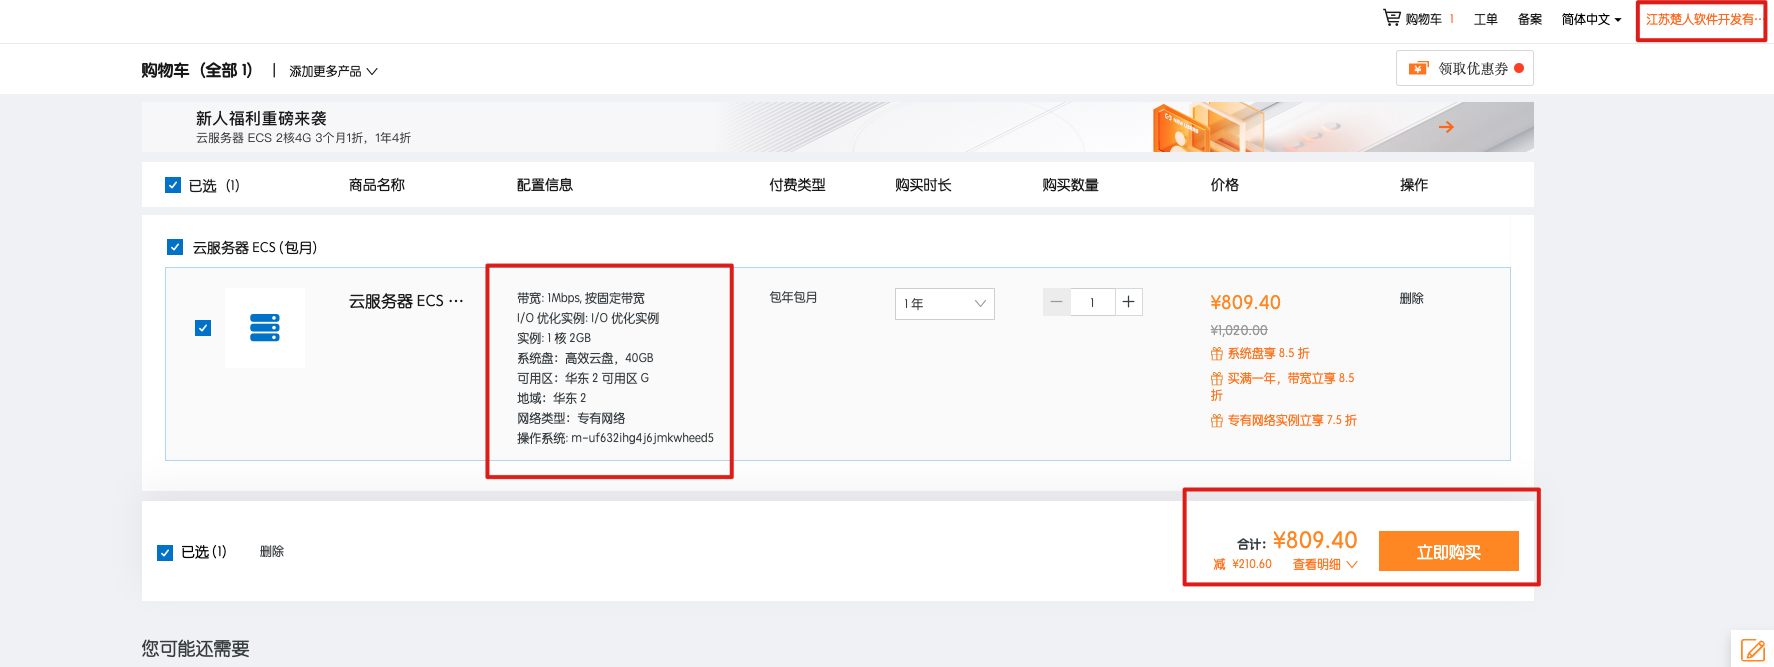 购物车 1 工单 备案 简体中文 江苏楚人软件开发有…
购物车（全部 1） | 添加更多产品
领取优惠券
新人福利重磅来袭
云服务器 ECS 2核4G 3个月1折，1年4折
已选 (1) 商品名称 配置信息 付费类型 购买时长 购买数量 价格 操作
云服务器 ECS (包月)
云服务器 ECS …
带宽: 1Mbps, 按固定带宽
I/O 优化实例: I/O 优化实例
实例: 1 核 2GB
系统盘：高效云盘，40GB
可用区：华东 2 可用区 G
地域：华东 2
网络类型：专有网络
操作系统: m-uf632ihg4j6jmkwheed5
包年包月
1 年
1
¥809.40
¥1,020.00
系统盘享 8.5 折
买满一年，带宽立享 8.5
折
专有网络实例立享 7.5 折
删除
已选 (1) 删除
合计：¥809.40
减 ¥210.60 查看明细
立即购买
您可能还需要